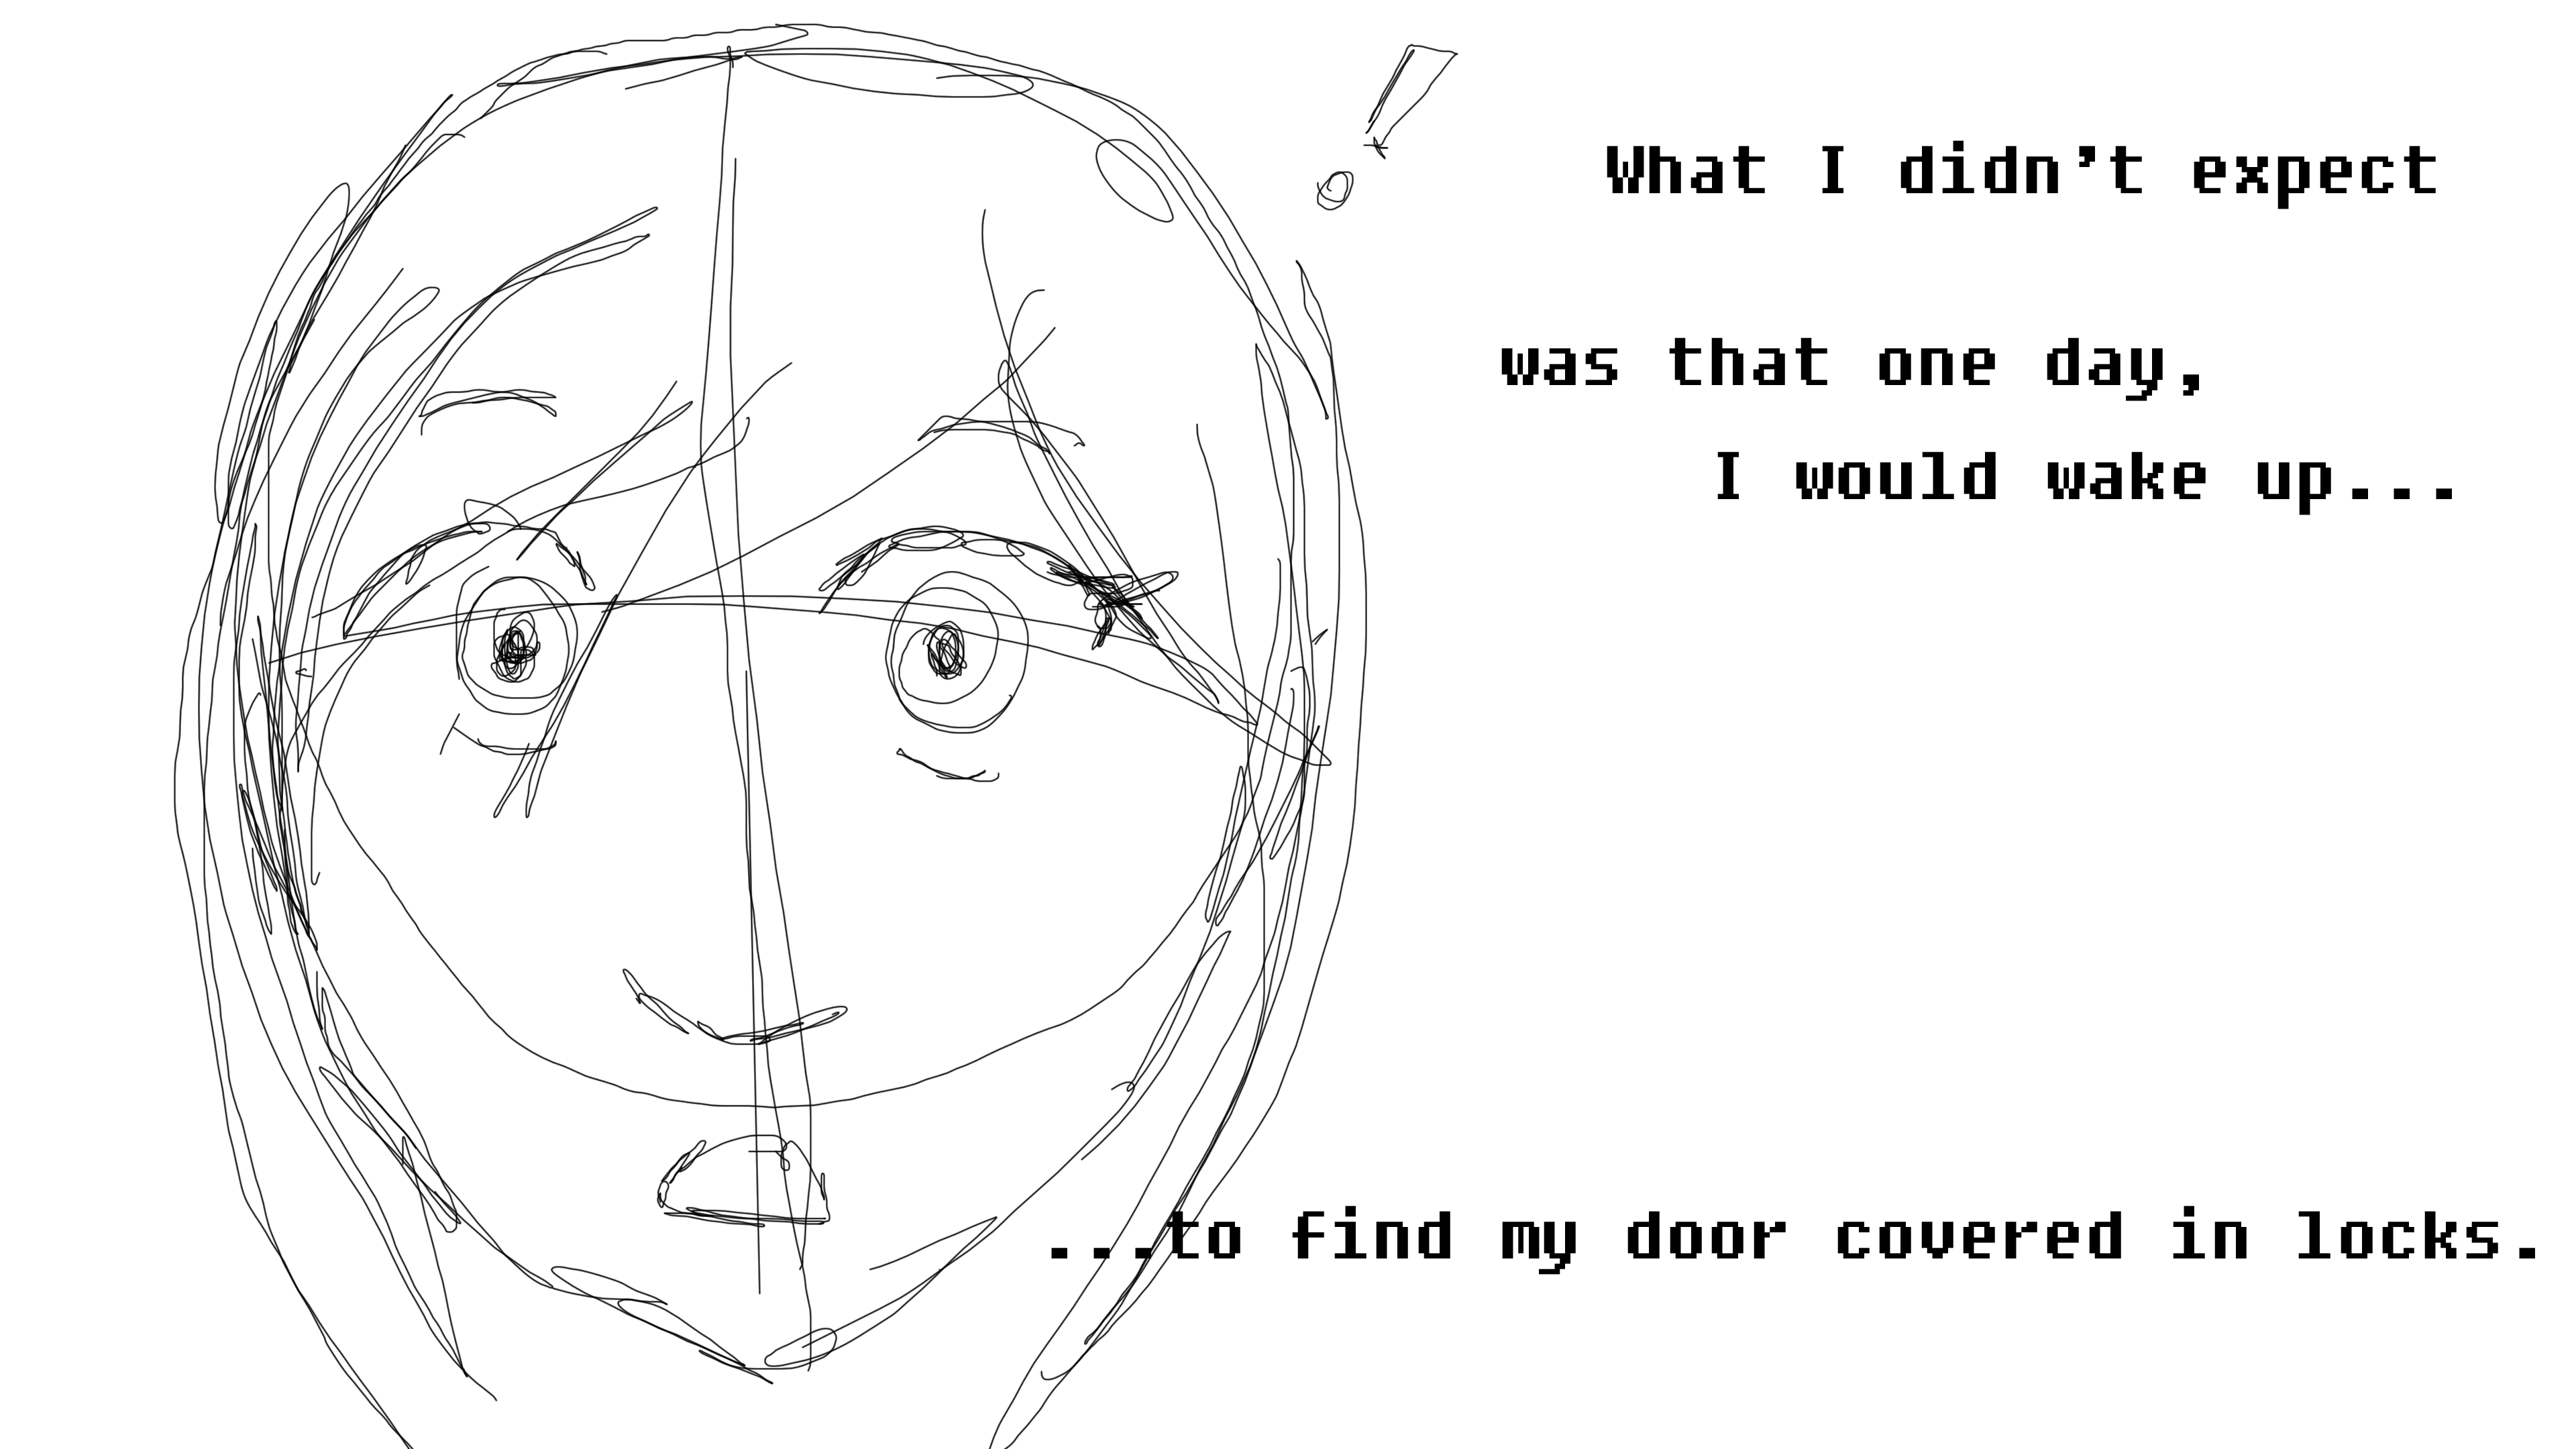 !
What I didn't expect
was that one day,
I would wake up...
...to find my door covered in locks.